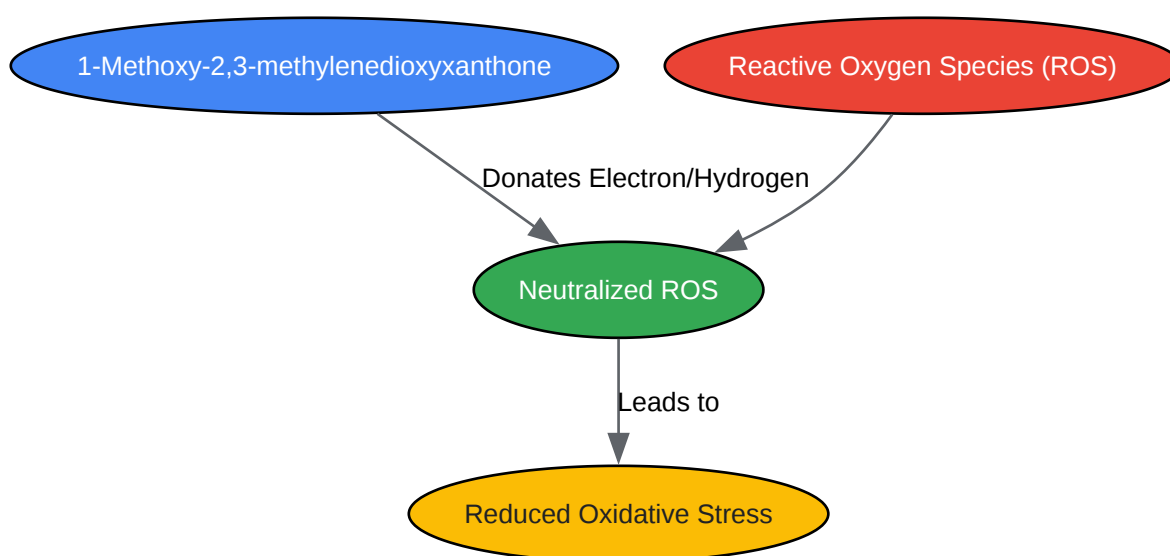 1-Methoxy-2,3-methylenedioxyxanthone
Reactive Oxygen Species (ROS)
Donates Electron/Hydrogen
Neutralized ROS
Leads to
Reduced Oxidative Stress